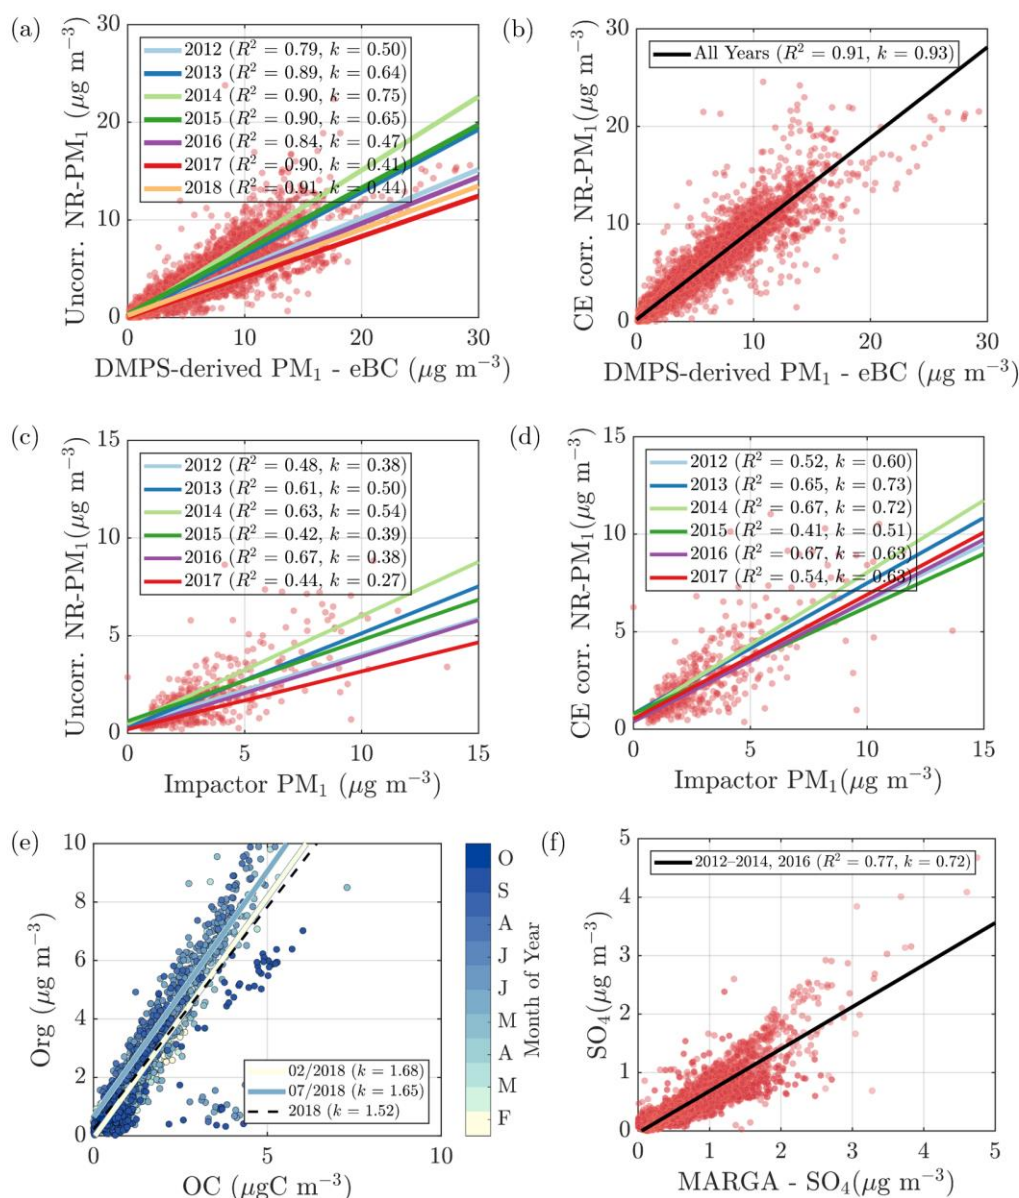 (a)
30
20
10
0
Uncorr. NR-PM₁ (μg m⁻³)
2012 (R² = 0.79, k = 0.50)
2013 (R² = 0.89, k = 0.64)
2014 (R² = 0.90, k = 0.75)
2015 (R² = 0.90, k = 0.65)
2016 (R² = 0.84, k = 0.47)
2017 (R² = 0.90, k = 0.41)
2018 (R² = 0.91, k = 0.44)
0 10 20 30
DMPS-derived PM₁ - eBC (μg m⁻³)
(b)
30
20
10
0
CE corr. NR-PM₁(μg m⁻³)
All Years (R² = 0.91, k = 0.93)
0 10 20 30
DMPS-derived PM₁ - eBC (μg m⁻³)
(c)
15
10
5
0
Uncorr. NR-PM₁(μg m⁻³)
2012 (R² = 0.48, k = 0.38)
2013 (R² = 0.61, k = 0.50)
2014 (R² = 0.63, k = 0.54)
2015 (R² = 0.42, k = 0.39)
2016 (R² = 0.67, k = 0.38)
2017 (R² = 0.44, k = 0.27)
0 5 10 15
Impactor PM₁ (μg m⁻³)
(d)
15
10
5
0
CE corr. NR-PM₁(μg m⁻³)
2012 (R² = 0.52, k = 0.60)
2013 (R² = 0.65, k = 0.73)
2014 (R² = 0.67, k = 0.72)
2015 (R² = 0.41, k = 0.51)
2016 (R² = 0.67, k = 0.63)
2017 (R² = 0.54, k = 0.63)
0 5 10 15
Impactor PM₁(μg m⁻³)
(e)
10
8
6
4
2
0
Org (μg m⁻³)
02/2018 (k = 1.68)
07/2018 (k = 1.65)
2018 (k = 1.52)
0 5 10
OC (μgC m⁻³)
O
S
A
J
J
M
A
M
F
Month of Year
(f)
5
4
3
2
1
0
SO₄(μg m⁻³)
2012–2014, 2016 (R² = 0.77, k = 0.72)
0 1 2 3 4 5
MARGA - SO₄(μg m⁻³)